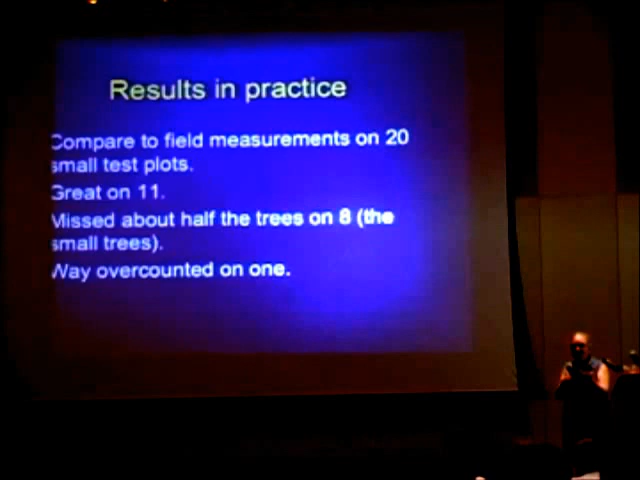 Results in practice
Compare to field measurements on 20
small test plots.
Great on 11.
Missed about half the trees on 8 (the
small trees).
Way overcounted on one.